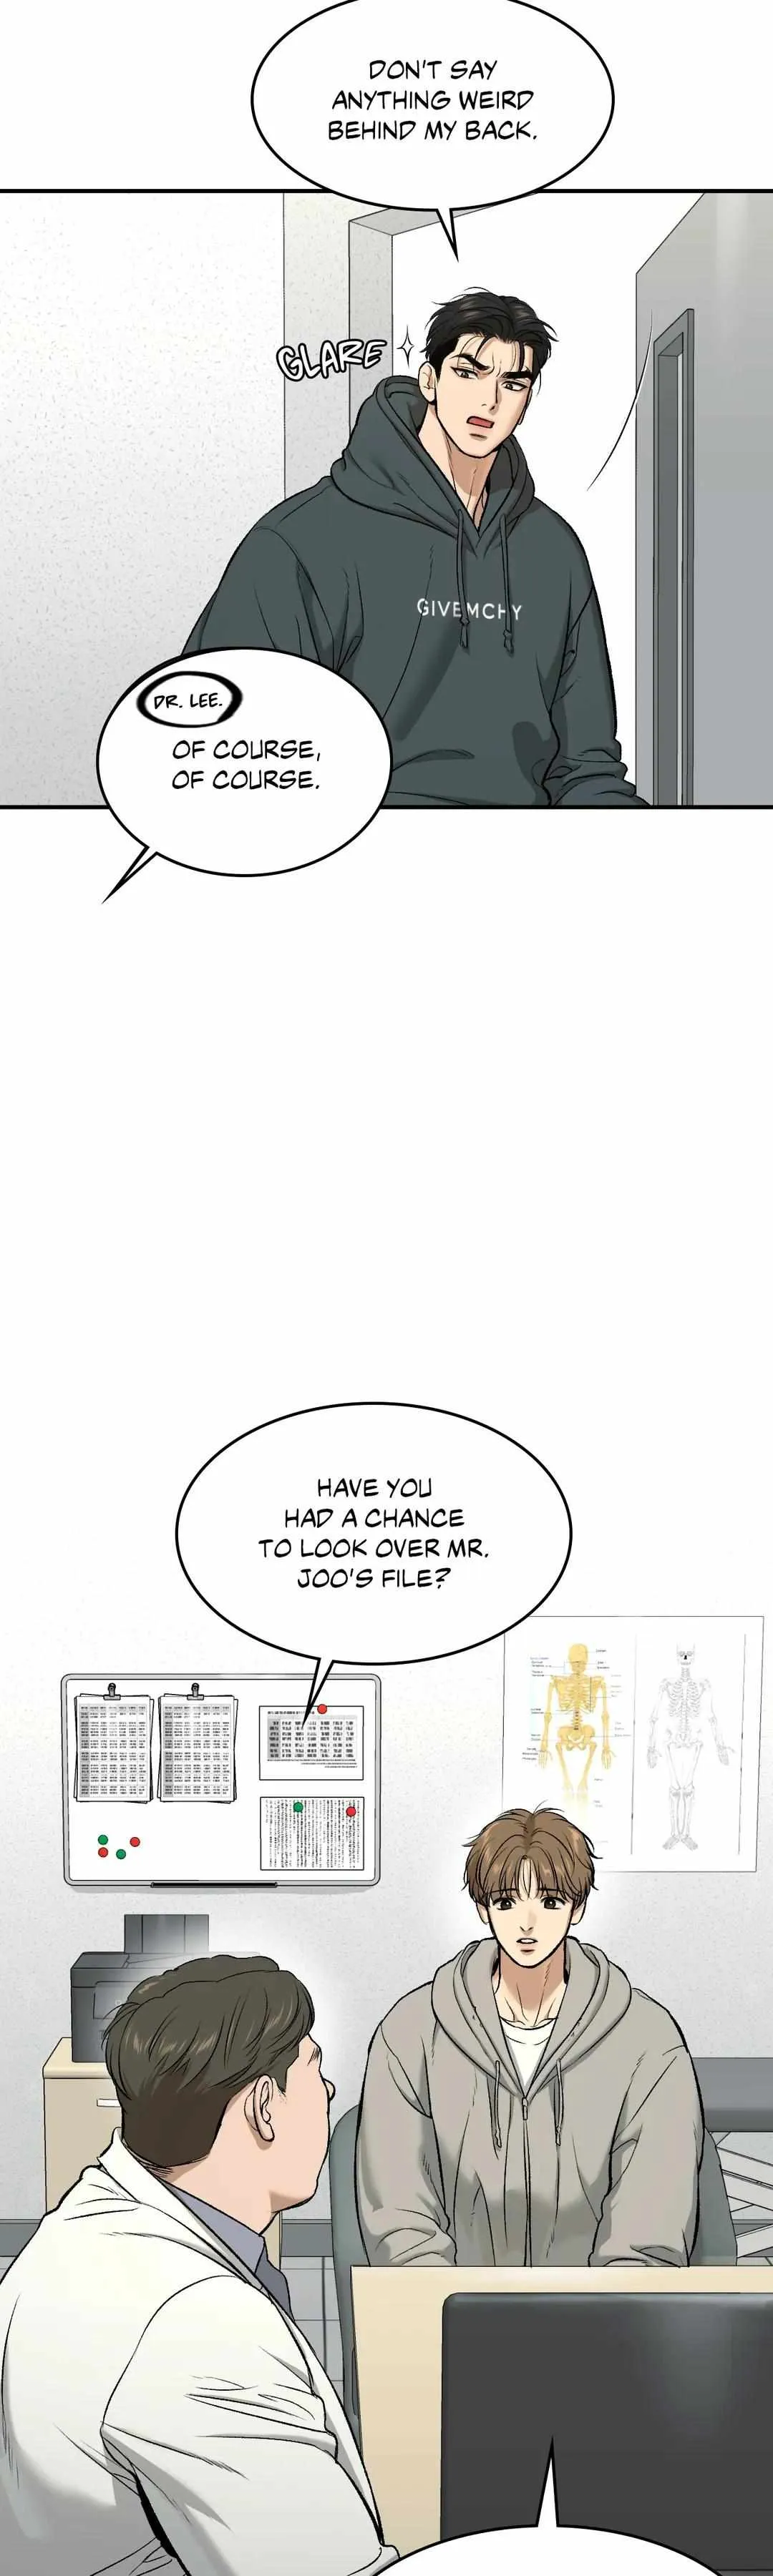 DON'T SAY
ANYTHING WEIRD
BEHIND MY BACK.
GLARE
GIVEMCHY
DR. LEE.
OF COURSE,
OF COURSE.
HAVE YOU
HAD A CHANCE
TO LOOK OVER MR.
JOO'S FILE?